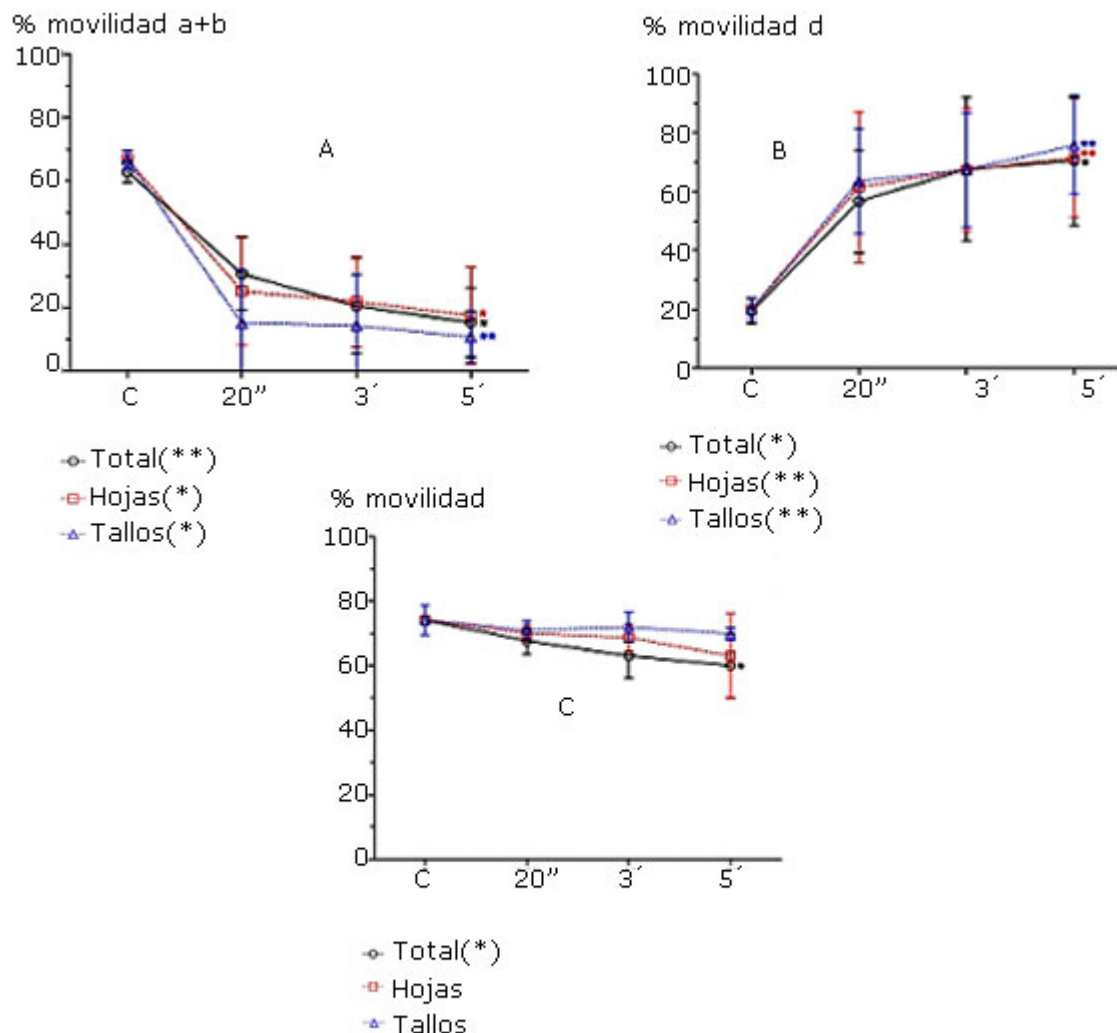 % movilidad a+b
100
80
60
40
20
0
A
C 20” 3´ 5´
* 
*
**
Total(**)
Hojas(*)
Tallos(*)
% movilidad d
100
80
60
40
20
0
B
C 20” 3´ 5´
**
**
*
Total(*)
Hojas(**)
Tallos(**)
% movilidad
100
80
60
40
20
0
C
C 20” 3´ 5´
*
Total(*)
Hojas
Tallos